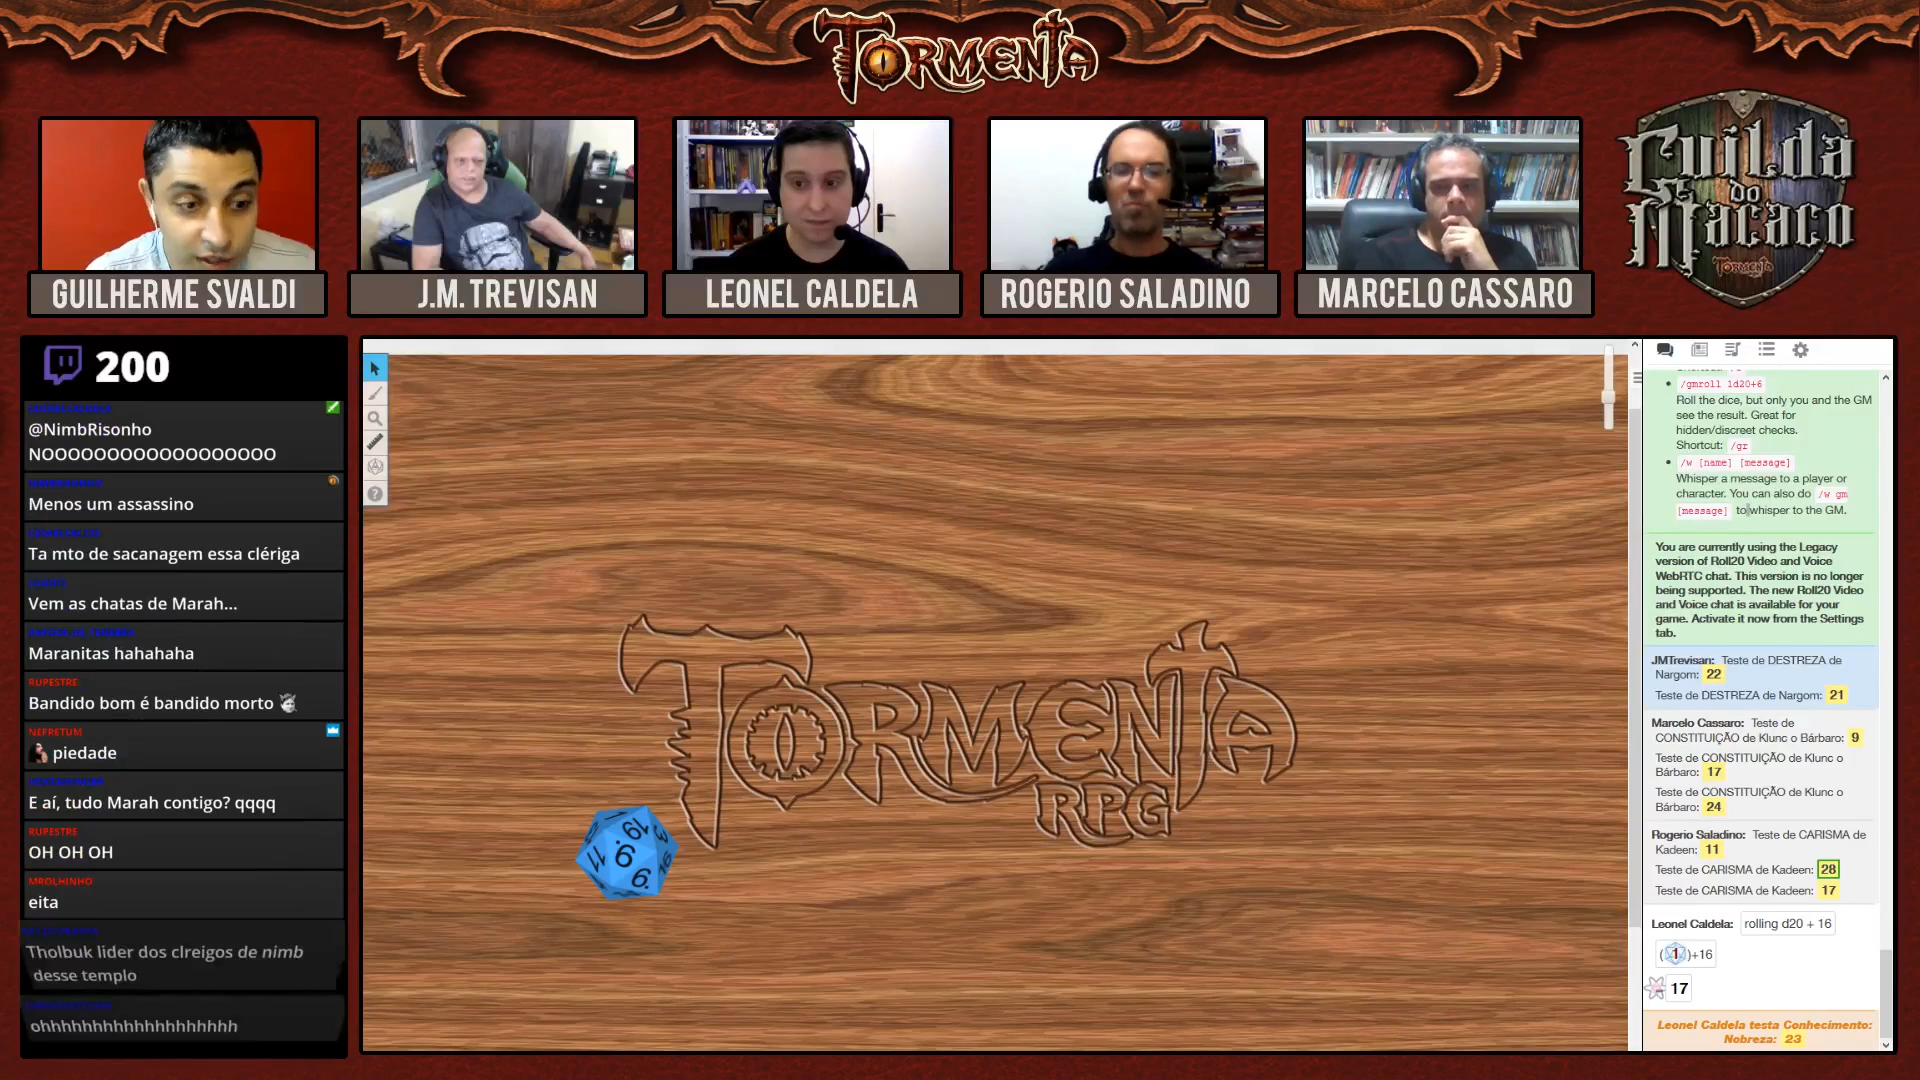 TORMENTA
Guilda
do
Macaco
TORMENTA
GUILHERME SVALDI
J.M. TREVISAN
LEONEL CALDELA
ROGERIO SALADINO
MARCELO CASSARO
200
@NimbRisonho
NOOOOOOOOOOOOOOOOOO
Menos um assassino
Ta mto de sacanagem essa clériga
Vem as chatas de Marah...
Maranitas hahahaha
RUPESTRE
Bandido bom é bandido morto
NEFRETUM
piedade
E aí, tudo Marah contigo? qqqq
RUPESTRE
OH OH OH
MROLHINHO
eita
Tholbuk lider dos clreigos de nimb
desse templo
ohhhhhhhhhhhhhhhhhhh
TORMENTA
RPG
19
3
11
9.
16
9.
/gmroll 1d20+6
Roll the dice, but only you and the GM
see the result. Great for
hidden/discreet checks.
Shortcut: /gr
/w [name] [message]
Whisper a message to a player or
character. You can also do /w gm
[message] to whisper to the GM.
You are currently using the Legacy
version of Roll20 Video and Voice
WebRTC chat. This version is no longer
being supported. The new Roll20 Video
and Voice chat is available for your
game. Activate it now from the Settings
tab.
JMTrevisan: Teste de DESTREZA de
Nargom: 22
Teste de DESTREZA de Nargom: 21
Marcelo Cassaro: Teste de
CONSTITUIÇÃO de Klunc o Bárbaro: 9
Teste de CONSTITUIÇÃO de Klunc o
Bárbaro: 17
Teste de CONSTITUIÇÃO de Klunc o
Bárbaro: 24
Rogerio Saladino: Teste de CARISMA de
Kadeen: 11
Teste de CARISMA de Kadeen: 28
Teste de CARISMA de Kadeen: 17
Leonel Caldela: rolling d20 + 16
(1)+16
17
Leonel Caldela testa Conhecimento:
Nobreza: 23